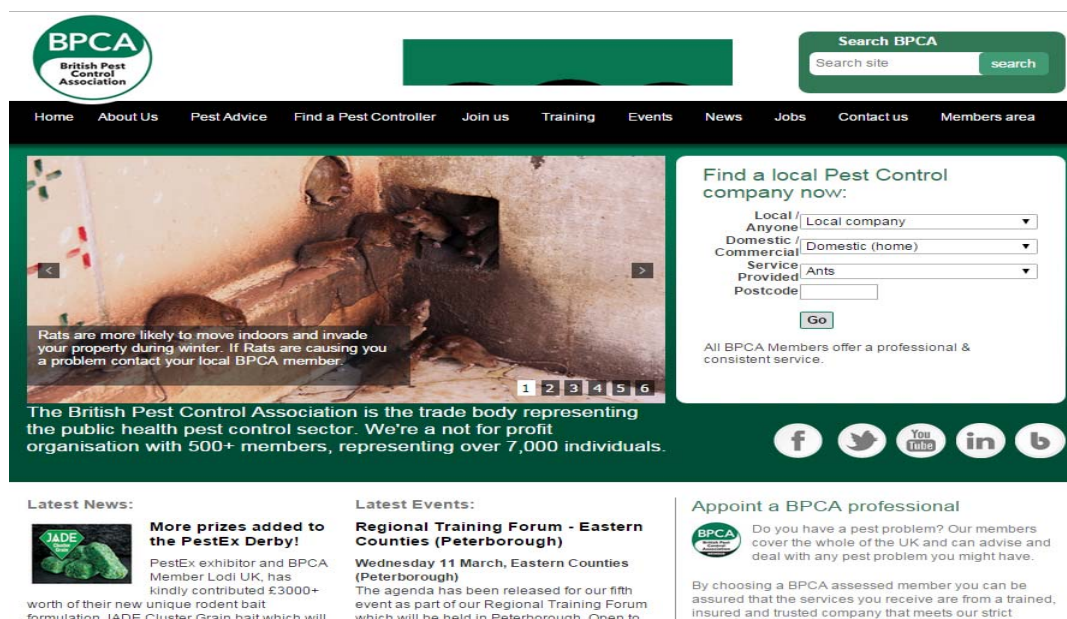 BPCA
British Pest
Control
Association
Search BPCA
Search site
search
Home About Us Pest Advice Find a Pest Controller Join us Training Events News Jobs Contact us Members area
Rats are more likely to move indoors and invade
your property during winter. If Rats are causing you
a problem contact your local BPCA
member.
< >
1 2 3 4 5 6
Find a local Pest Control
company now:
Local /
Anyone
Local company
Domestic /
Commercial
Domestic (home)
Service
Provided
Ants
Postcode
Go
All BPCA Members offer a professional &
consistent service.
The British Pest Control Association is the trade body representing
the public health pest control sector. We're a not for profit
organisation with 500+ members, representing over 7,000 individuals.
f
You
Tube
in
b
Latest News:
JADE
Cluster
Grain
More prizes added to
the PestEx Derby!
PestEx exhibitor and BPCA
Member Lodi UK, has
kindly contributed £3000+
worth of their new unique rodent bait
formulation JADE Cluster Grain bait which will
Latest Events:
Regional Training Forum - Eastern
Counties (Peterborough)
Wednesday 11 March, Eastern Counties
(Peterborough)
The agenda has been released for our fifth
event as part of our Regional Training Forum
which will be held in Peterborough. Open to
Appoint a BPCA professional
BPCA
Do you have a pest problem? Our members
cover the whole of the UK and can advise and
deal with any pest problem you might have.
By choosing a BPCA assessed member you can be
assured that the services you receive are from a trained,
insured and trusted company that meets our strict